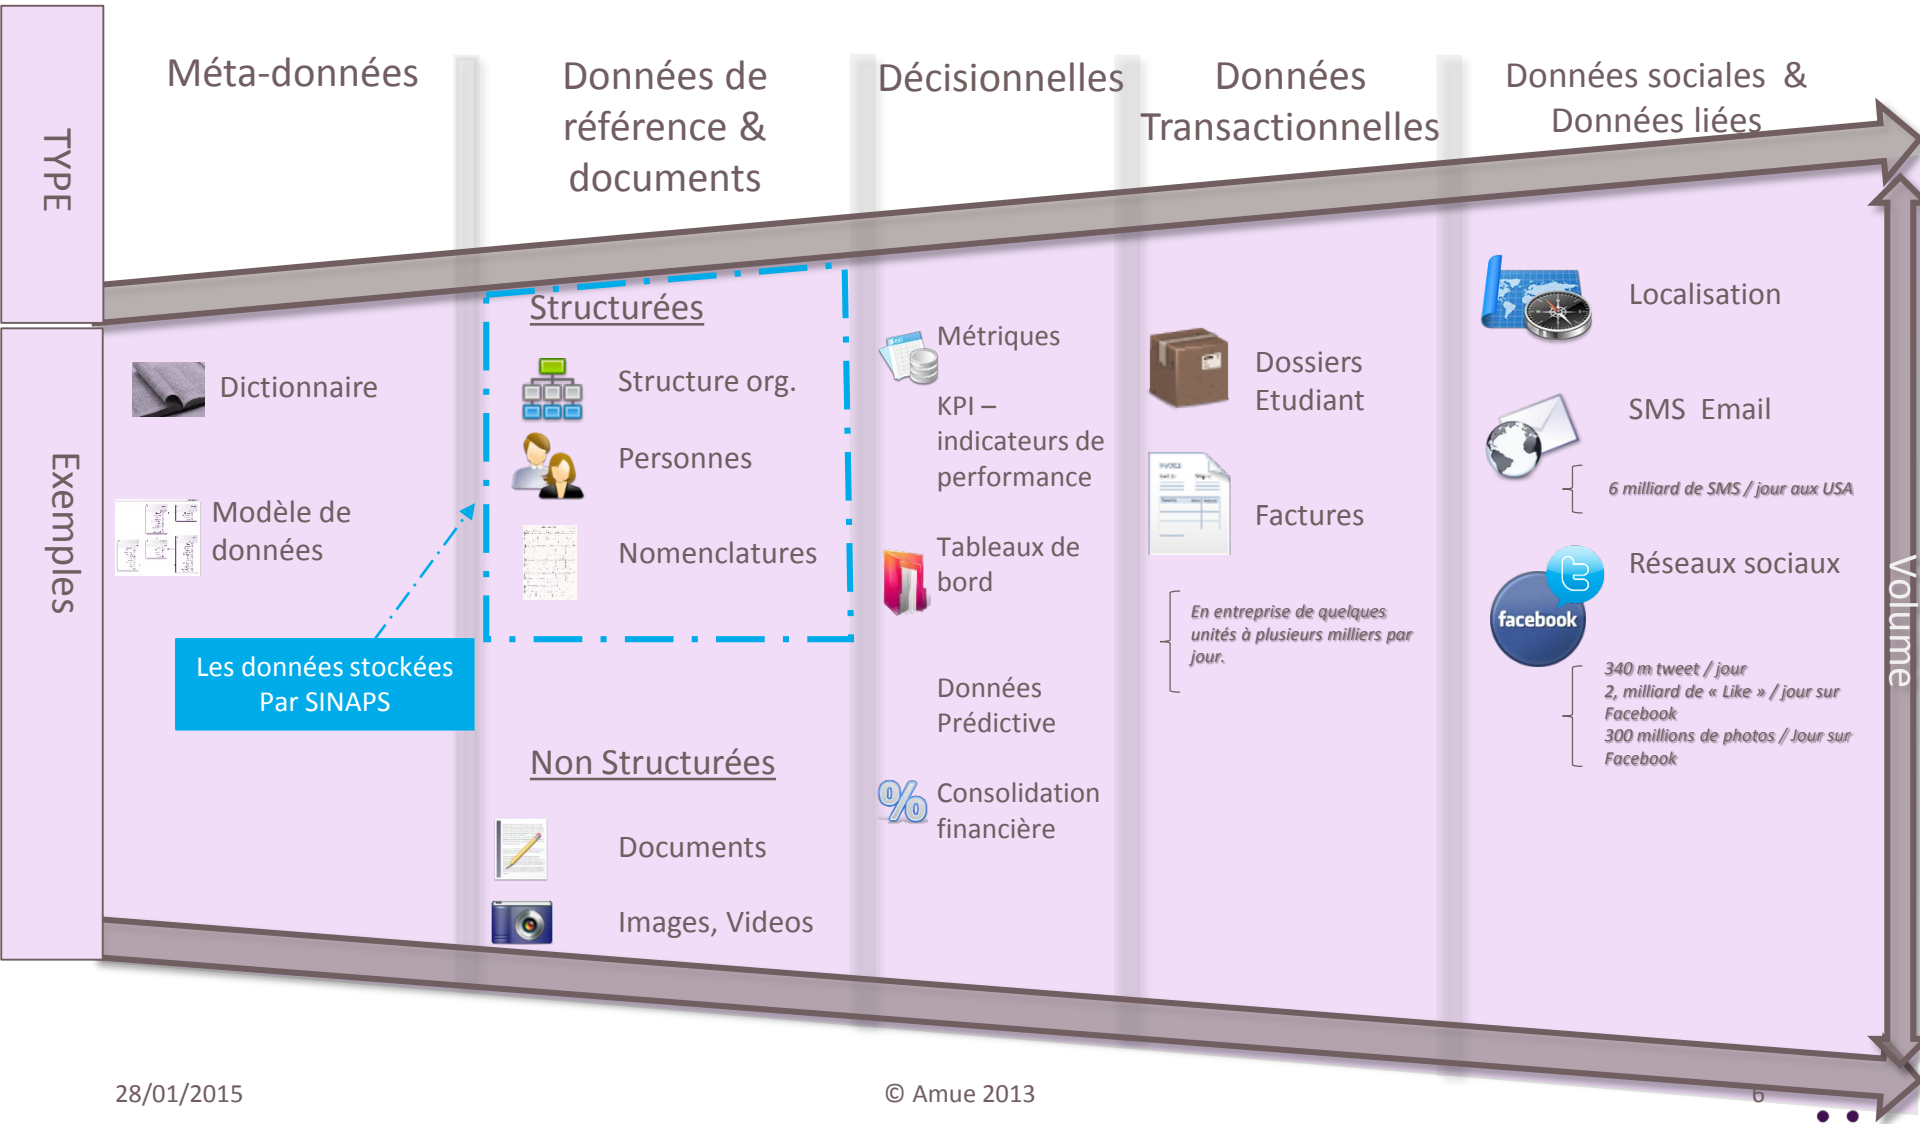 TYPE
Méta-données
Données de
référence &
documents
Décisionnelles
Données
Transactionnelles
Données sociales &
Données liées
Exemples
Dictionnaire
Modèle de
données
Les données stockées
Par SINAPS
Structurées
Structure org.
Personnes
Nomenclatures
Non Structurées
Documents
Images, Videos
Métriques
KPI –
indicateurs de
performance
Tableaux de
bord
Données
Prédictive
Consolidation
financière
Dossiers
Etudiant
INVOICE
Factures
En entreprise de quelques
unités à plusieurs milliers par
jour.
Localisation
SMS Email
6 milliard de SMS / jour aux USA
Réseaux sociaux
facebook
340 m tweet / jour
2, milliard de « Like » / jour sur
Facebook
300 millions de photos / Jour sur
Facebook
Volume
28/01/2015
© Amue 2013
6